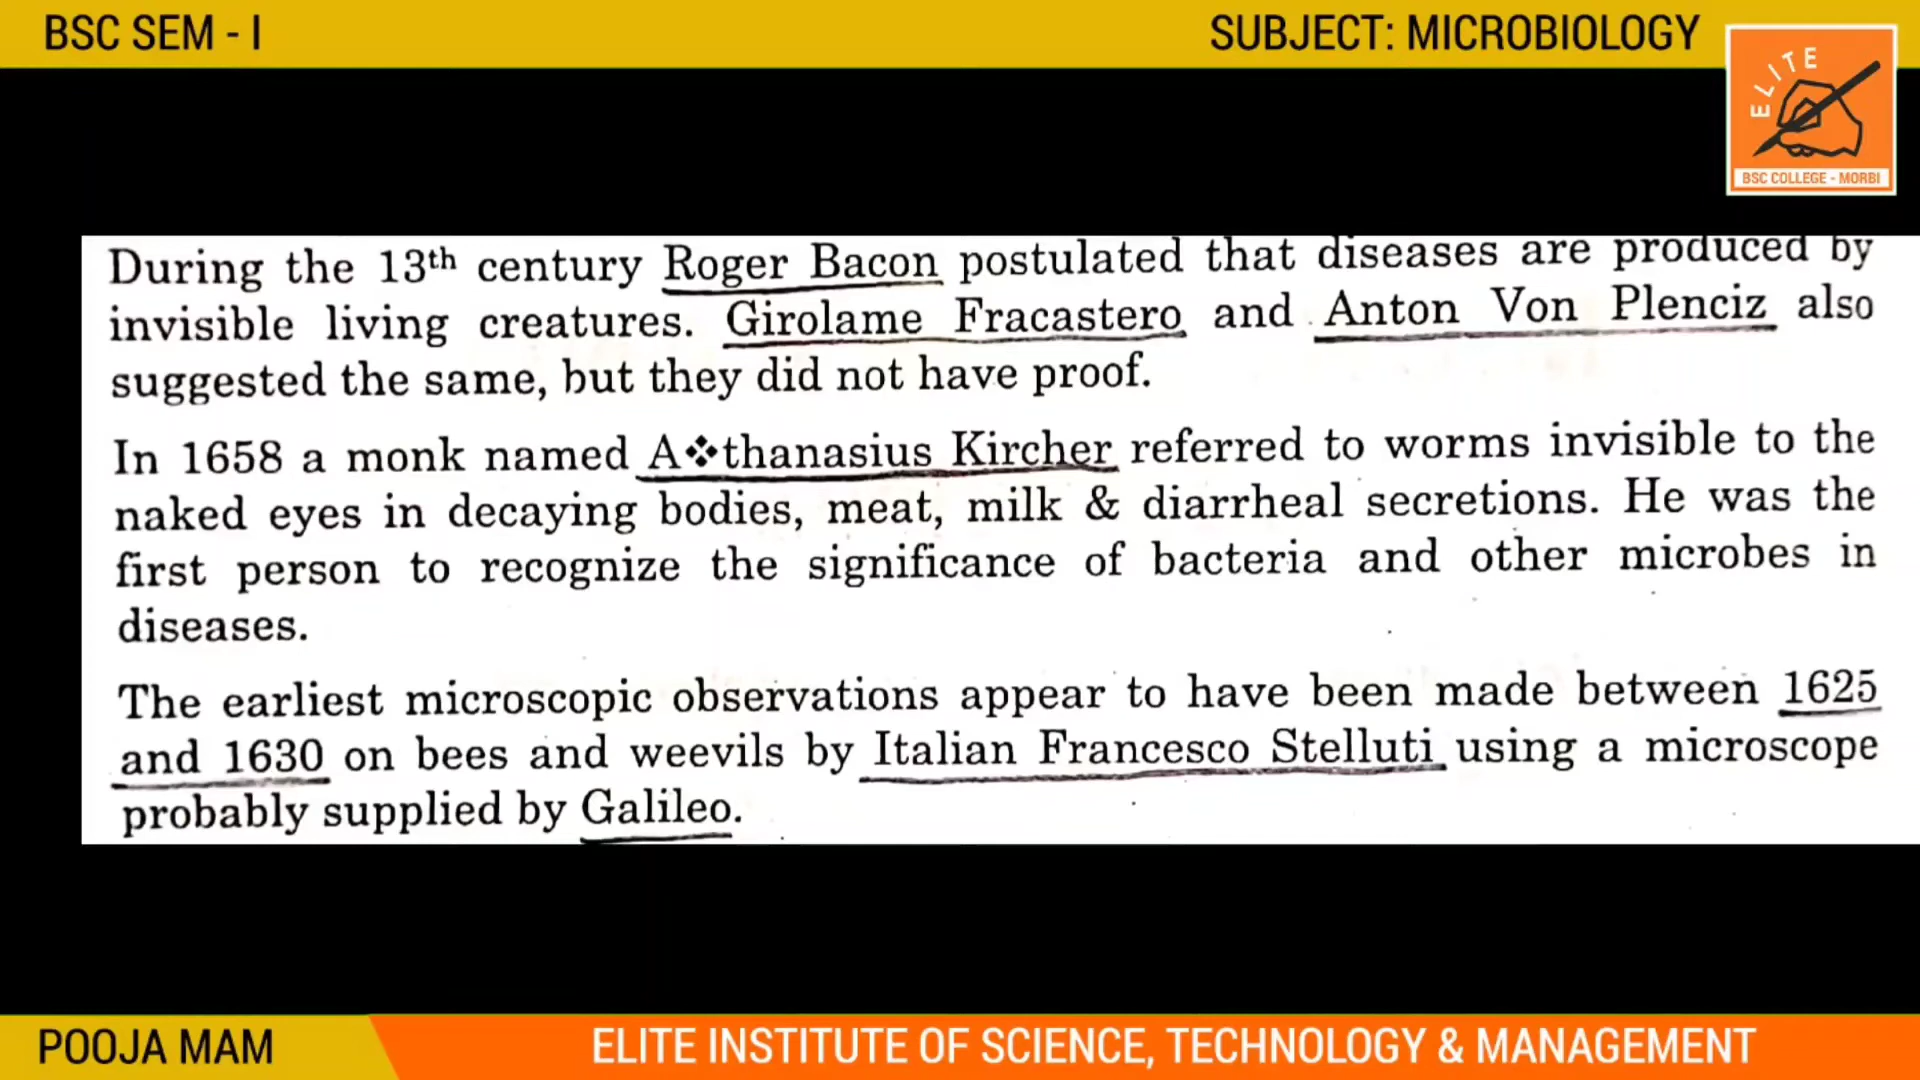 BSC SEM - I
SUBJECT: MICROBIOLOGY
ELITE
BSC COLLEGE - MORBI
During the 13th century Roger Bacon postulated that diseases are produced by
invisible living creatures. Girolame Fracastero and Anton Von Plenciz also
suggested the same, but they did not have proof.
In 1658 a monk named A❖thanasius Kircher referred to worms invisible to the
naked eyes in decaying bodies, meat, milk & diarrheal secretions. He was the
first person to recognize the significance of bacteria and other microbes in
diseases.
The earliest microscopic observations appear to have been made between 1625
and 1630 on bees and weevils by Italian Francesco Stelluti using a microscope
probably supplied by Galileo.
POOJA MAM
ELITE INSTITUTE OF SCIENCE, TECHNOLOGY & MANAGEMENT